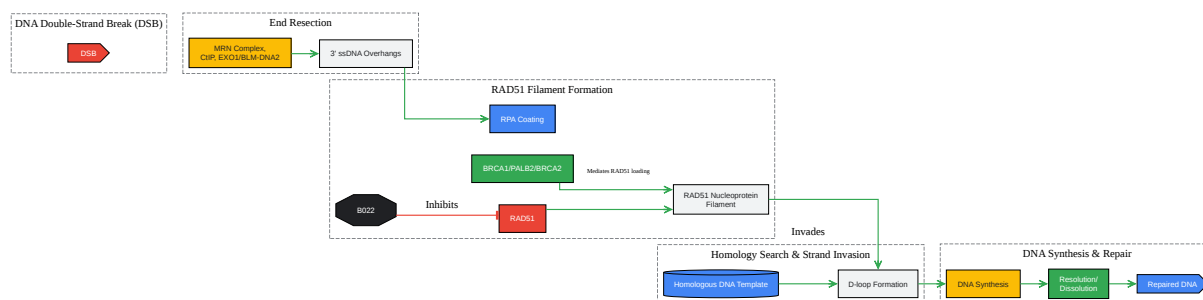 DNA Double-Strand Break (DSB)
DSB
End Resection
MRN Complex,
CtIP, EXO1/BLM-DNA2
3' ssDNA Overhangs
RAD51 Filament Formation
RPA Coating
BRCA1/PALB2/BRCA2
Mediates RAD51 loading
B022
Inhibits
RAD51
RAD51 Nucleoprotein
Filament
Invades
Homology Search & Strand Invasion
Homologous DNA Template
D-loop Formation
DNA Synthesis & Repair
DNA Synthesis
Resolution/
Dissolution
Repaired DNA